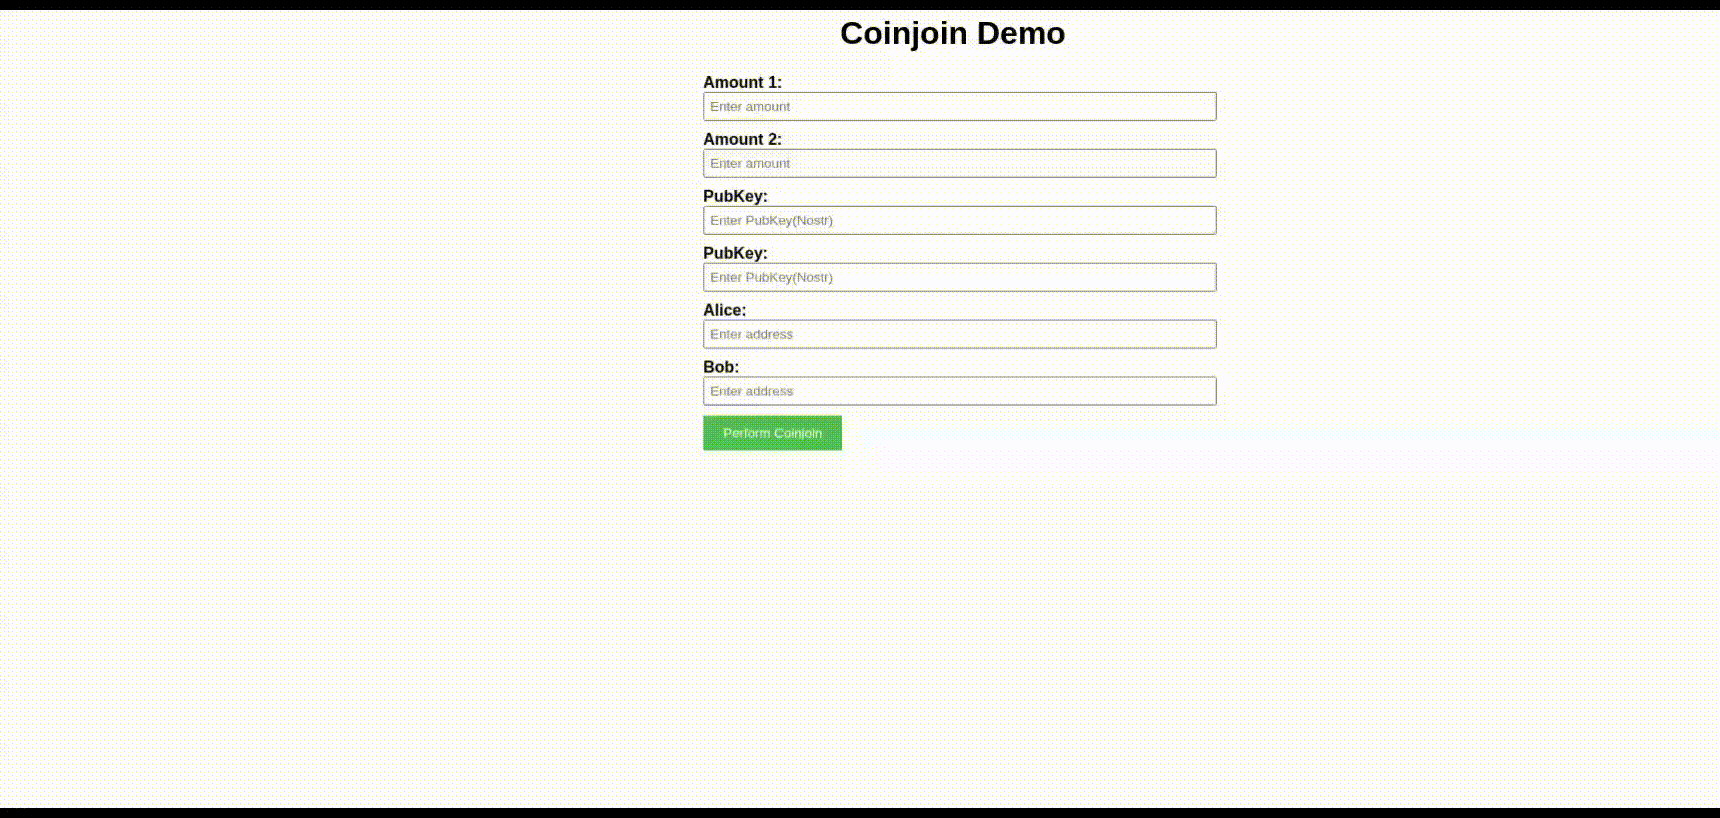 Coinjoin Demo
Amount 1:
Enter amount
Amount 2:
Enter amount
PubKey:
Enter PubKey(Nostr)
PubKey:
Enter PubKey(Nostr)
Alice:
Enter address
Bob:
Enter address
Perform Coinjoin